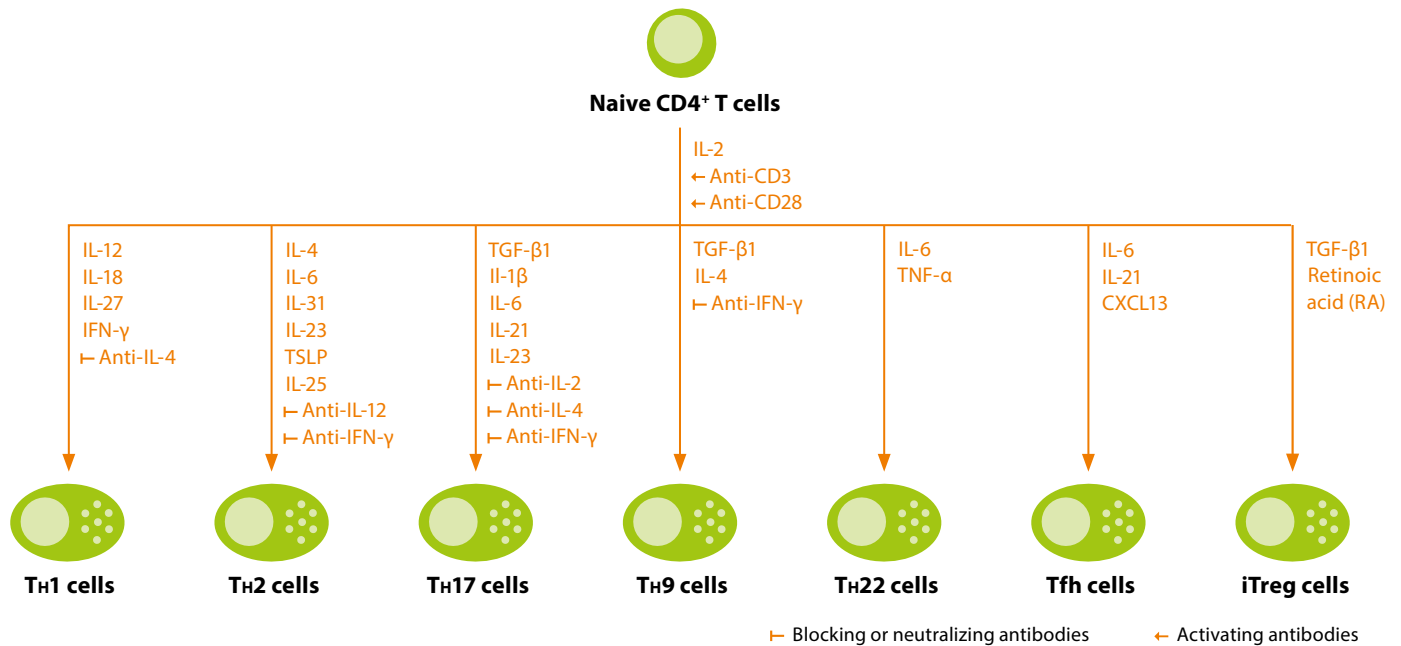 Naive CD4⁺ T cells
IL-2
← Anti-CD3
← Anti-CD28
IL-12
IL-18
IL-27
IFN-γ
⊢ Anti-IL-4
IL-4
IL-6
IL-31
IL-23
TSLP
IL-25
⊢ Anti-IL-12
⊢ Anti-IFN-γ
TGF-β1
Il-1β
IL-6
IL-21
IL-23
⊢ Anti-IL-2
⊢ Anti-IL-4
⊢ Anti-IFN-γ
TGF-β1
IL-4
⊢ Anti-IFN-γ
IL-6
TNF-α
IL-6
IL-21
CXCL13
TGF-β1
Retinoic
acid (RA)
TH1 cells
TH2 cells
TH17 cells
TH9 cells
TH22 cells
Tfh cells
iTreg cells
⊢ Blocking or neutralizing antibodies
← Activating antibodies